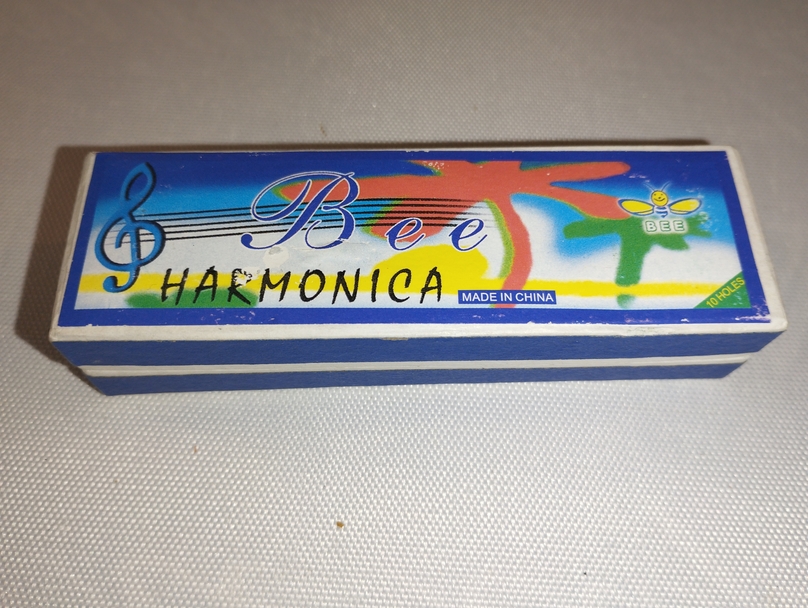 Bee
BEE
HARMONICA
MADE IN CHINA
10 HOLES